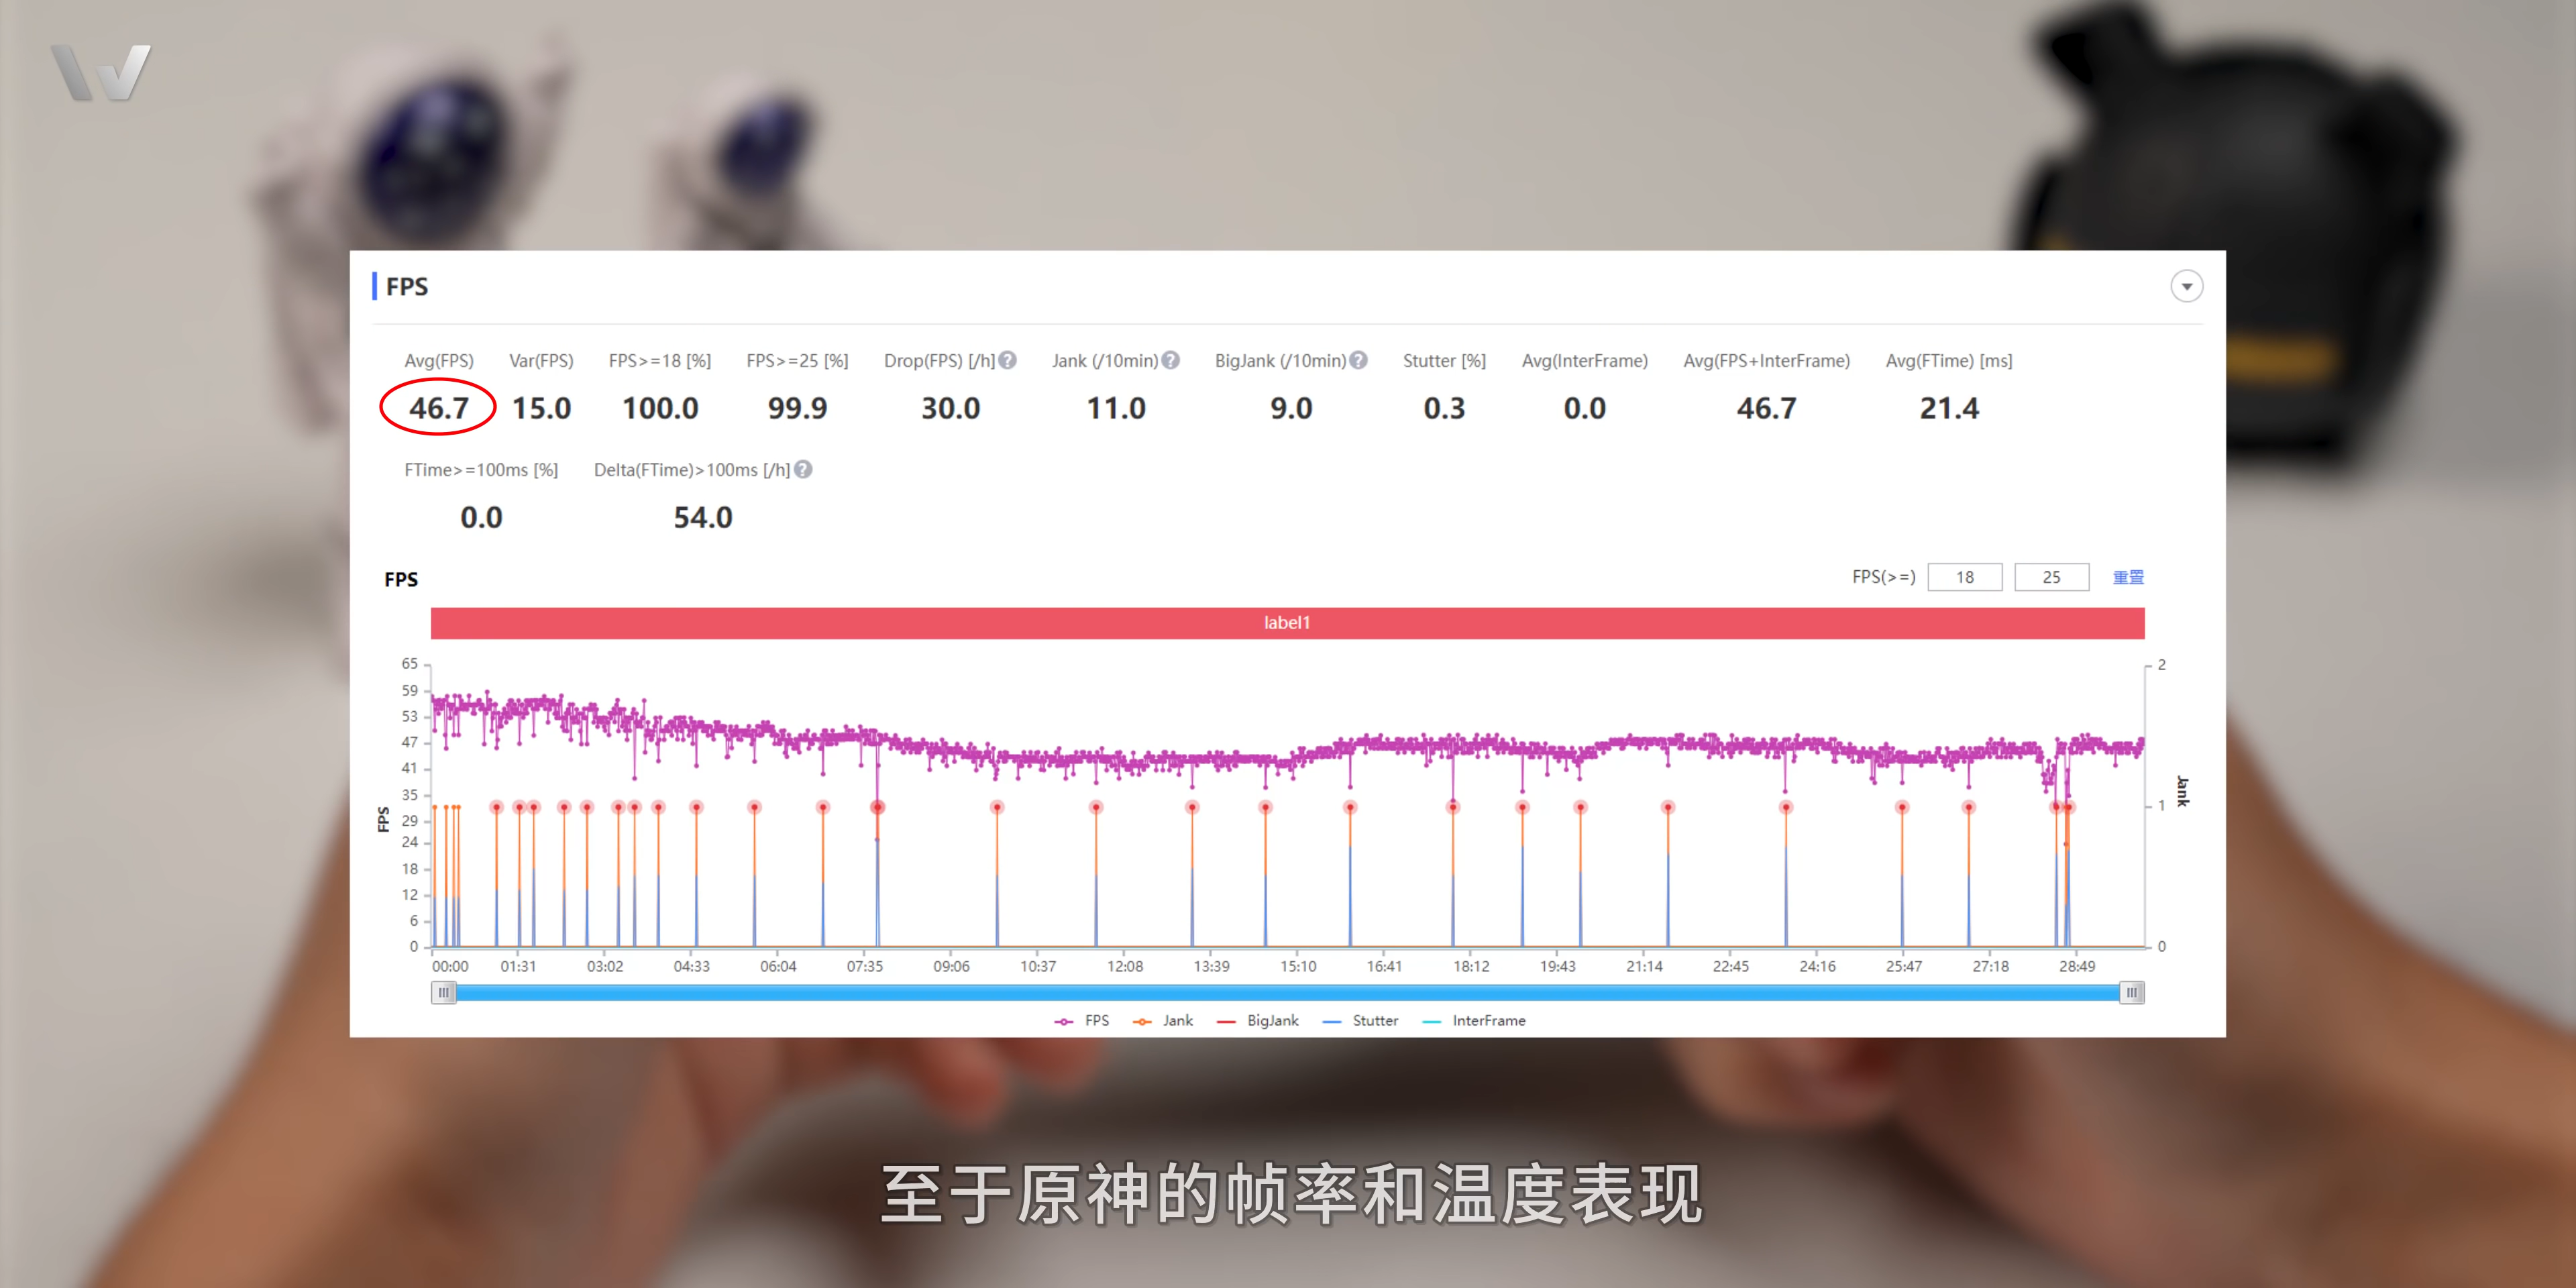 W
FPS
Avg(FPS) Var(FPS) FPS>=18 [%] FPS>=25 [%] Drop(FPS) [/h] Jank (/10min) BigJank (/10min) Stutter [%] Avg(InterFrame) Avg(FPS+InterFrame) Avg(FTime) [ms]
46.7 15.0 100.0 99.9 30.0 11.0 9.0 0.3 0.0 46.7 21.4
FTime>=100ms [%] Delta(FTime)>100ms [/h]
0.0 54.0
FPS FPS(>=) 18 25 重置
label1
65
59
53
47
41
35
29
24
18
12
6
0
FPS
2
1
0
Jank
00:00 01:31 03:02 04:33 06:04 07:35 09:06 10:37 12:08 13:39 15:10 16:41 18:12 19:43 21:14 22:45 24:16 25:47 27:18 28:49
FPS Jank BigJank Stutter InterFrame
至于原神的帧率和温度表现